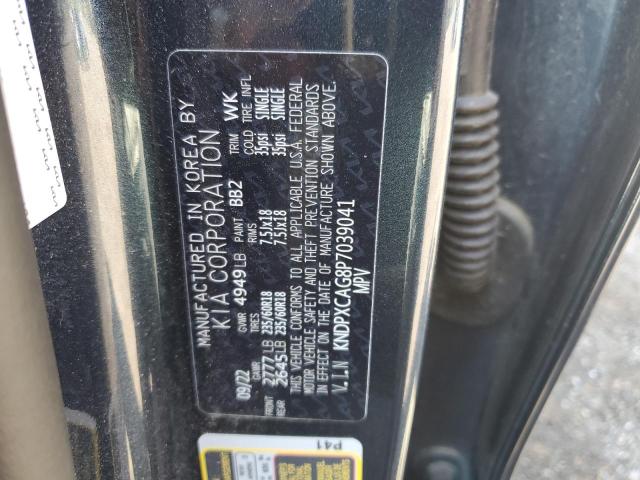 MANUFACTURED IN KOREA BY
KIA CORPORATION
09/22 GVWR 4949LB PAINT BB2 TRIM WK
GAWR TIRES RIMS COLD TIRE INFL
FRONT 2777LB 235/60R18 7.5Jx18 35psi SINGLE
REAR 2645LB 235/60R18 7.5Jx18 35psi SINGLE
THIS VEHICLE CONFORMS TO ALL APPLICABLE U.S.A. FEDERAL
MOTOR VEHICLE SAFETY AND THEFT PREVENTION STANDARDS
IN EFFECT ON THE DATE OF MANUFACTURE SHOWN ABOVE.
V.I.N KNDPXCAG8P7039041
MPV
P41